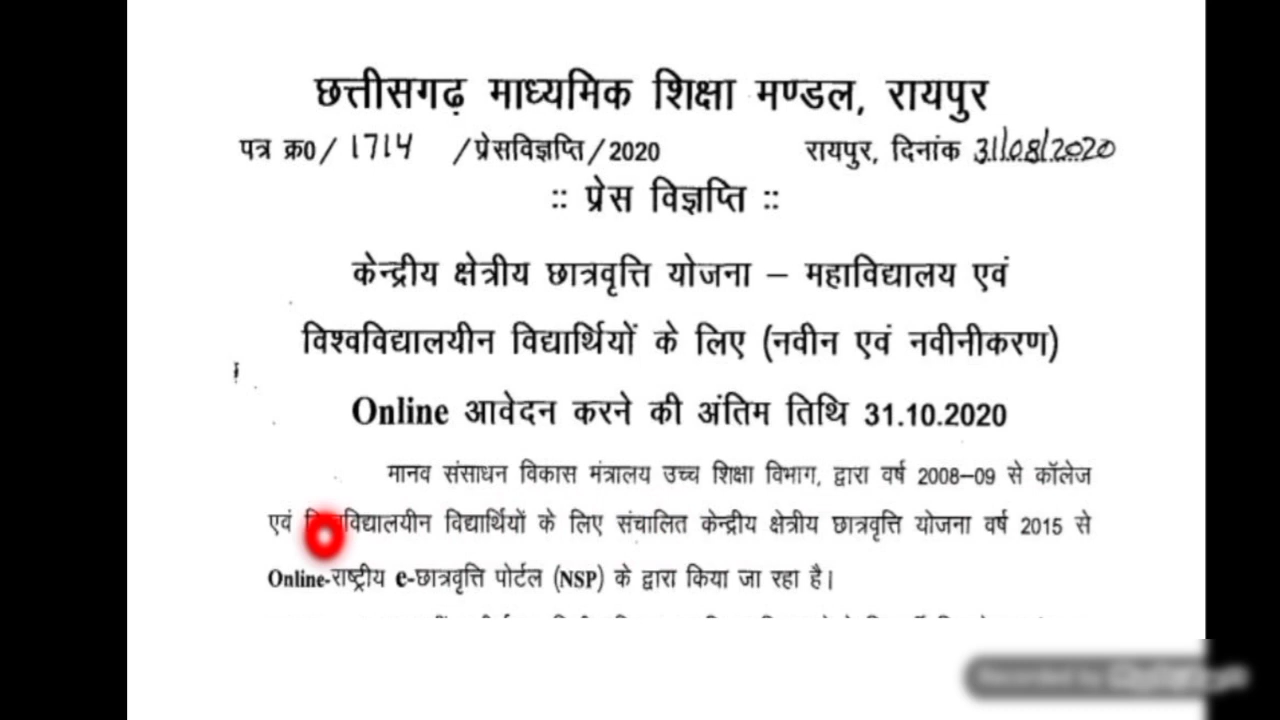 छत्तीसगढ़ माध्यमिक शिक्षा मण्डल, रायपुर
पत्र क्र0/ 1714 /प्रेसविज्ञप्ति/2020 रायपुर, दिनांक 31/08/2020
:: प्रेस विज्ञप्ति ::
केन्द्रीय क्षेत्रीय छात्रवृत्ति योजना – महाविद्यालय एवं
विश्वविद्यालयीन विद्यार्थियों के लिए (नवीन एवं नवीनीकरण)
Online आवेदन करने की अंतिम तिथि 31.10.2020
मानव संसाधन विकास मंत्रालय उच्च शिक्षा विभाग, द्वारा वर्ष 2008–09 से कॉलेज
एवं विश्वविद्यालयीन विद्यार्थियों के लिए संचालित केन्द्रीय क्षेत्रीय छात्रवृत्ति योजना वर्ष 2015 से
Online-राष्ट्रीय e-छात्रवृत्ति पोर्टल (NSP) के द्वारा किया जा रहा है।